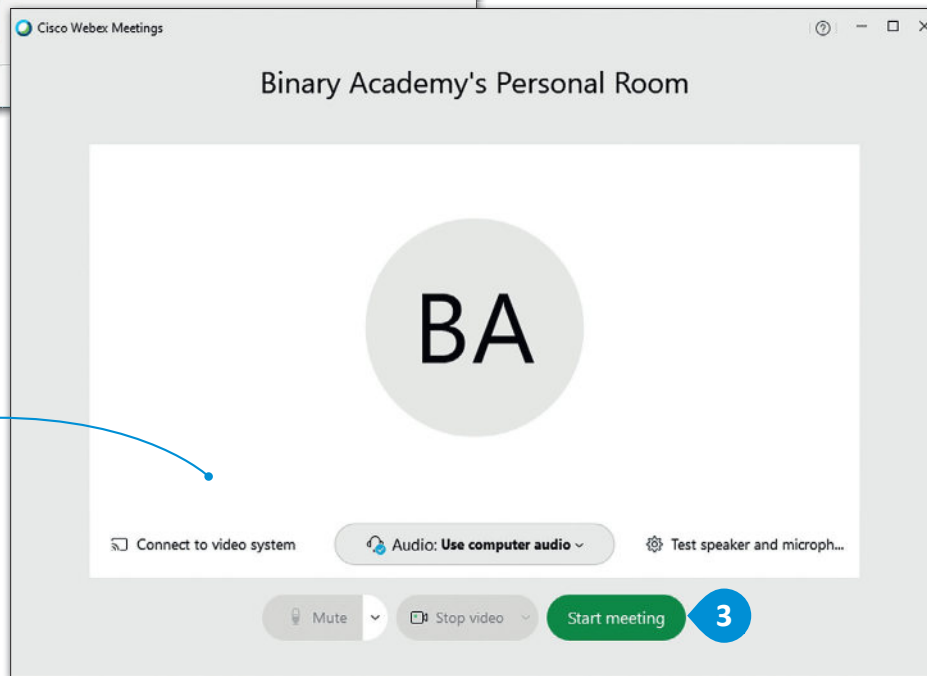 Cisco Webex Meetings
Binary Academy's Personal Room
BA
Connect to video system
Audio: Use computer audio
Test speaker and microph...
Mute
Stop video
Start meeting
3